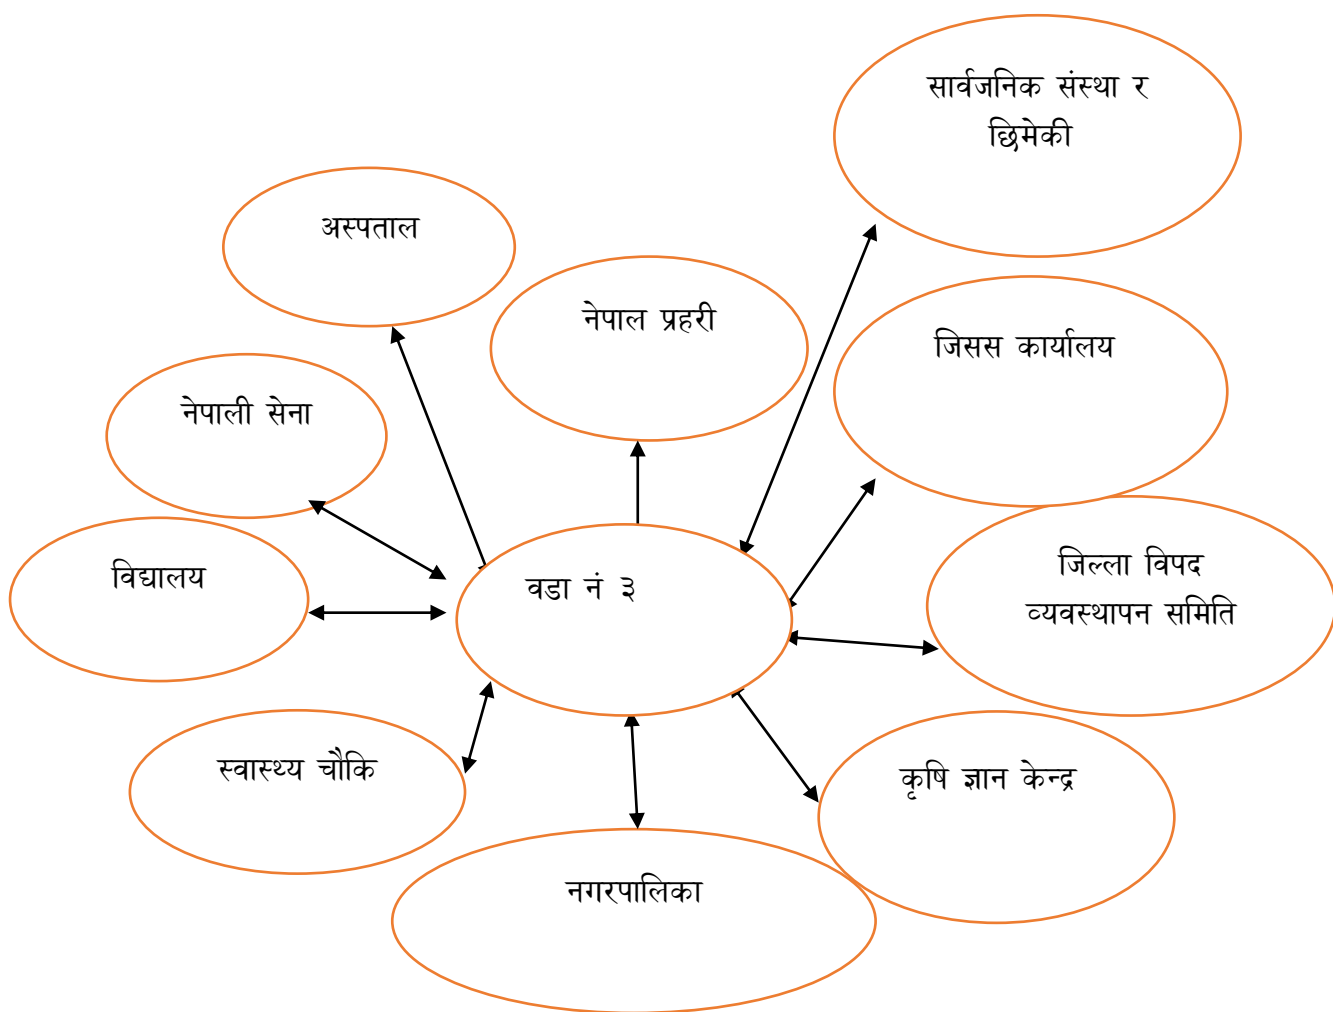 सार्वजनिक संस्था र
छिमेकी
अस्पताल
नेपाल प्रहरी
जिसस कार्यालय
नेपाली सेना
विद्यालय
वडा नं ३
जिल्ला विपद
व्यवस्थापन समिति
स्वास्थ्य चौकि
कृषि ज्ञान केन्द्र
नगरपालिका